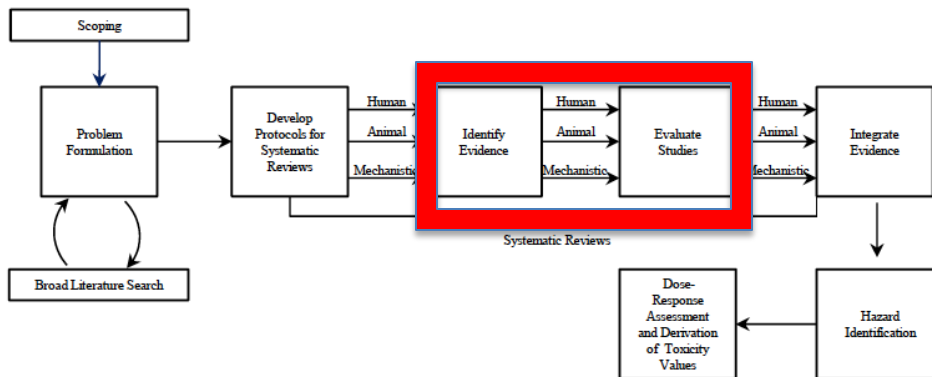 Scoping
Problem
Formulation
Broad Literature Search
Develop
Protocols for
Systematic
Reviews
Human
Animal
Mechanistic
Identify
Evidence
Human
Animal
Mechanistic
Evaluate
Studies
Human
Animal
Mechanistic
Integrate
Evidence
Systematic Reviews
Hazard
Identification
Dose-
Response
Assessment
and Derivation
of Toxicity
Values